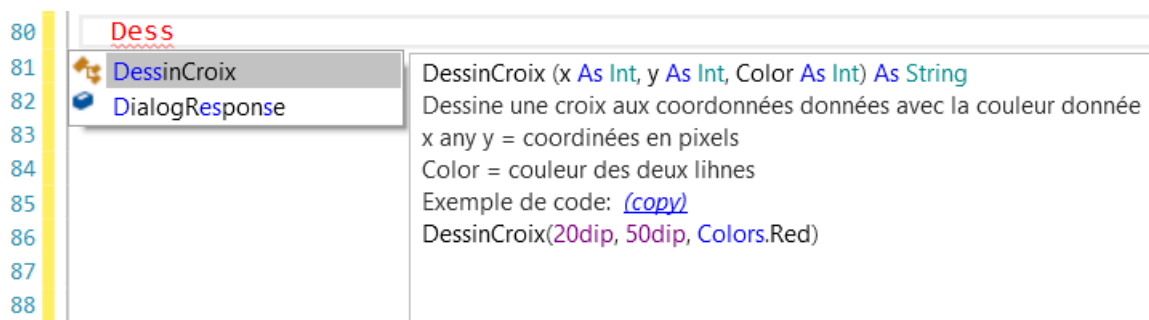 80 Dess
81 DessinCroix
82 DialogResponse
83
84
85
86
87
88
DessinCroix (x As Int, y As Int, Color As Int) As String
Dessine une croix aux coordonnées données avec la couleur donnée
x any y = coordinées en pixels
Color = couleur des deux lihnes
Exemple de code: (copy)
DessinCroix(20dip, 50dip, Colors.Red)